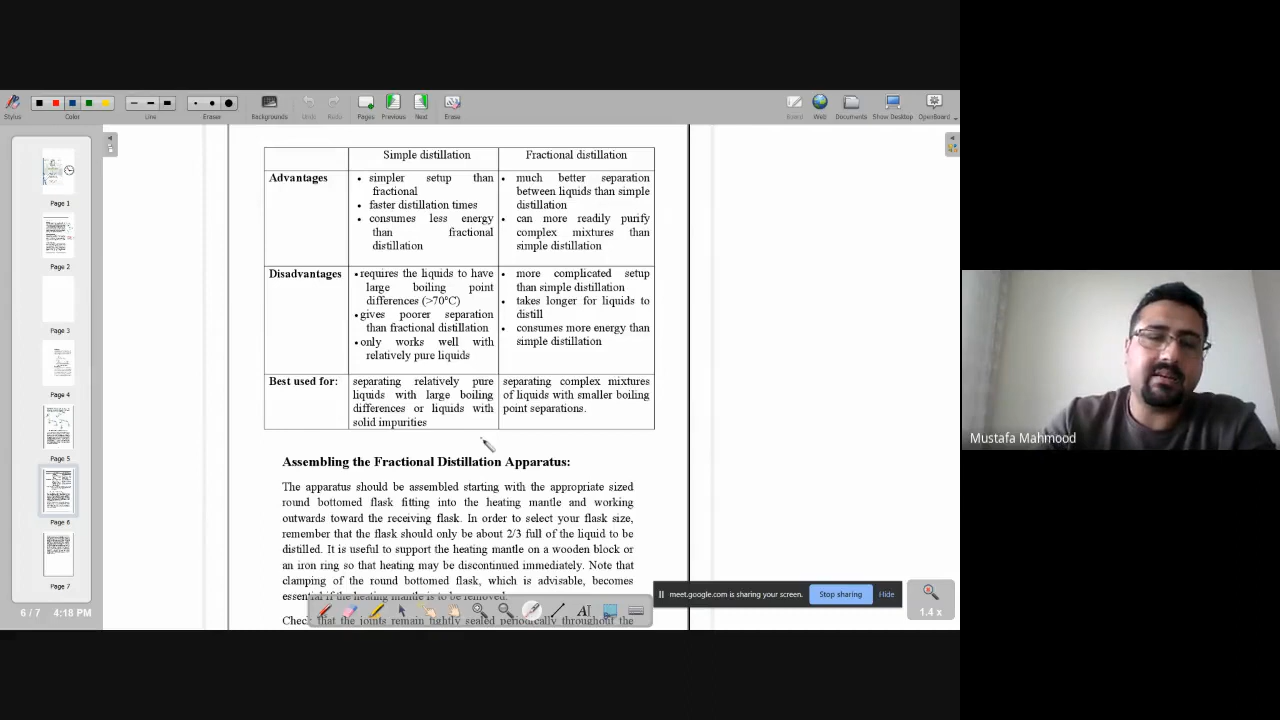 Stylus
Color
Line
Eraser
Backgrounds
Undo
Redo
Pages
Previous
Next
Erase
Board
Web
Documents
Show Desktop
OpenBoard
Page 1
Page 2
Page 3
Page 4
Page 5
Page 6
Page 7
6 / 7 4:18 PM
Simple distillation
Fractional distillation
Advantages
• simpler setup than
fractional
• faster distillation times
• consumes less energy
than fractional
distillation
• much better separation
between liquids than simple
distillation
• can more readily purify
complex mixtures than
simple distillation
Disadvantages
• requires the liquids to have
large boiling point
differences (>70°C)
• gives poorer separation
than fractional distillation
• only works well with
relatively pure liquids
• more complicated setup
than simple distillation
• takes longer for liquids to
distill
• consumes more energy than
simple distillation
Best used for:
separating relatively pure
liquids with large boiling
differences or liquids with
solid impurities
separating complex mixtures
of liquids with smaller boiling
point separations.
Assembling the Fractional Distillation Apparatus:
The apparatus should be assembled starting with the appropriate sized
round bottomed flask fitting into the heating mantle and working
outwards toward the receiving flask. In order to select your flask size,
remember that the flask should only be about 2/3 full of the liquid to be
distilled. It is useful to support the heating mantle on a wooden block or
an iron ring so that heating may be discontinued immediately. Note that
clamping of the round bottomed flask, which is advisable, becomes
essential if the heating mantle is to be removed.
Check that the joints remain tightly sealed periodically throughout the
meet.google.com is sharing your screen.
Stop sharing
Hide
1.4 x
Mustafa Mahmood